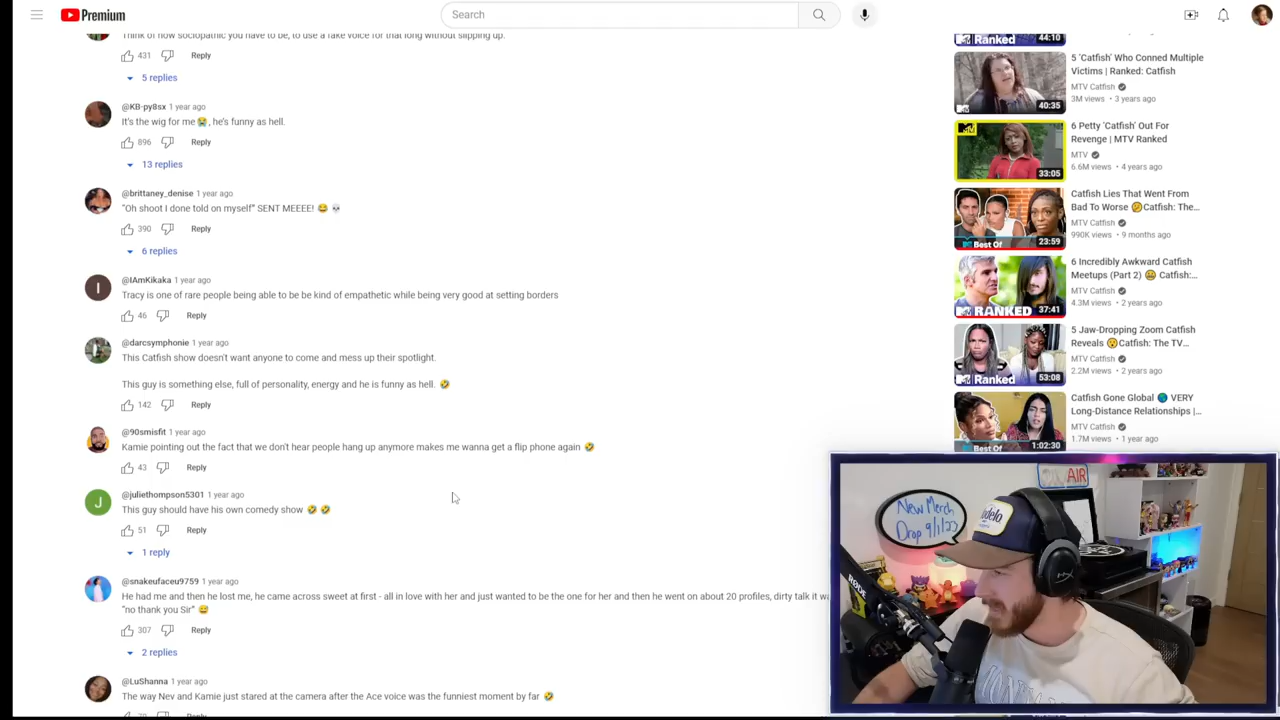 Premium
Search
Think of how sociopathic you have to be, to use a fake voice for that long without slipping up.
431 Reply
5 replies
@KB-py8sx 1 year ago
It's the wig for me😭, he's funny as hell.
896 Reply
13 replies
@brittaney_denise 1 year ago
"Oh shoot I done told on myself" SENT MEEEE! 😂 💀
390 Reply
6 replies
I
@IAmKikaka 1 year ago
Tracy is one of rare people being able to be be kind of empathetic while being very good at setting borders
46 Reply
@darcsymphonie 1 year ago
This Catfish show doesn't want anyone to come and mess up their spotlight.
This guy is something else, full of personality, energy and he is funny as hell. 🤣
142 Reply
@90smisfit 1 year ago
Kamie pointing out the fact that we don't hear people hang up anymore makes me wanna get a flip phone again 🤣
43 Reply
J
@juliethompson5301 1 year ago
This guy should have his own comedy show 🤣 🤣
51 Reply
1 reply
@snakeufaceu9759 1 year ago
He had me and then he lost me, he came across sweet at first - all in love with her and just wanted to be the one for her and then he went on about 20 profiles, dirty talk it
"no thank you Sir" 😅
307 Reply
2 replies
@LuShanna 1 year ago
The way Nev and Kamie just stared at the camera after the Ace voice was the funniest moment by far 🤣
Reply
Ranked 44:10
5 'Catfish' Who Conned Multiple
Victims | Ranked: Catfish
MTV Catfish
3M views • 3 years ago
40:35
6 Petty 'Catfish' Out For
Revenge | MTV Ranked
MTV
6.6M views • 4 years ago
33:05
Catfish Lies That Went From
Bad To Worse 🤔Catfish: The...
MTV Catfish
990K views • 9 months ago
Best Of 23:59
6 Incredibly Awkward Catfish
Meetups (Part 2) 😬 Catfish:...
MTV Catfish
4.3M views • 2 years ago
RANKED 37:41
5 Jaw-Dropping Zoom Catfish
Reveals 😯Catfish: The TV...
MTV Catfish
2.2M views • 2 years ago
Ranked 53:08
Catfish Gone Global 🌎 VERY
Long-Distance Relationships |...
MTV Catfish
1.7M views • 1 year ago
Best Of 1:02:30
AIR
New Merch
Drop 9/1/23
Modelo
RODE